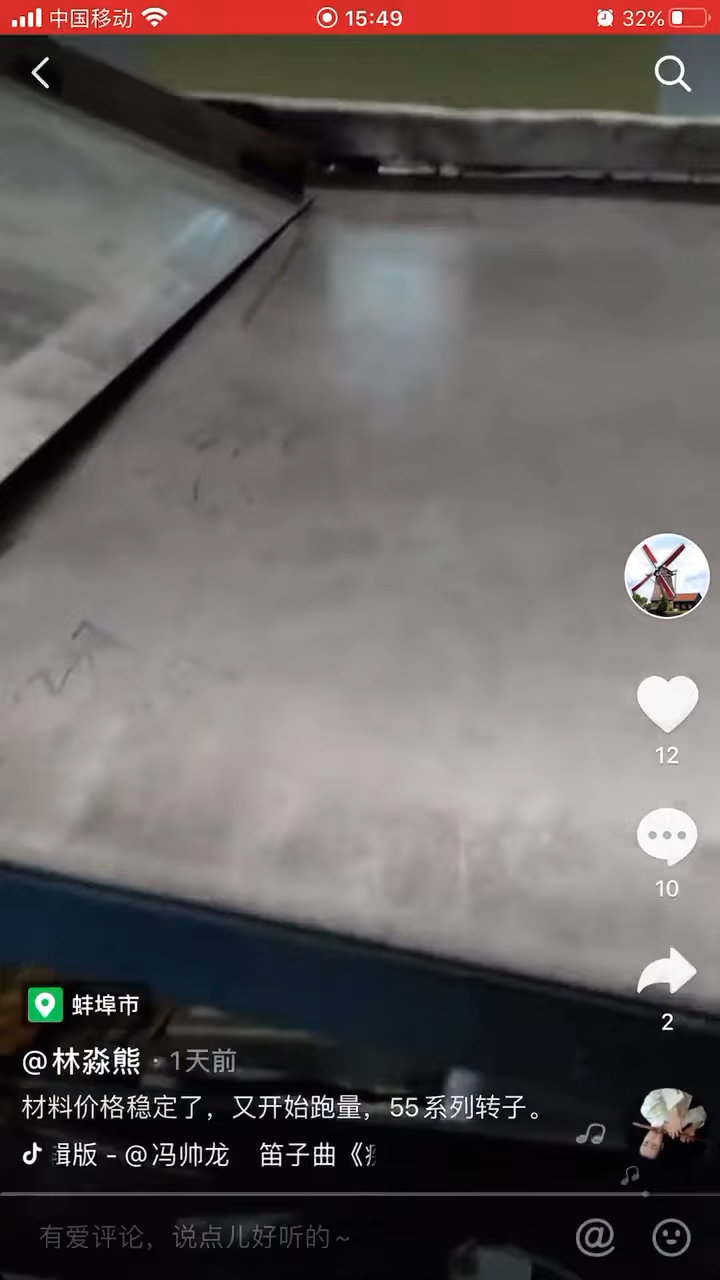 中国移动 15:49 32%
12
10
蚌埠市
2
@林淼熊 · 1天前
材料价格稳定了，又开始跑量，55系列转子。
版 - @冯帅龙 笛子曲《
有爱评论，说点儿好听的~